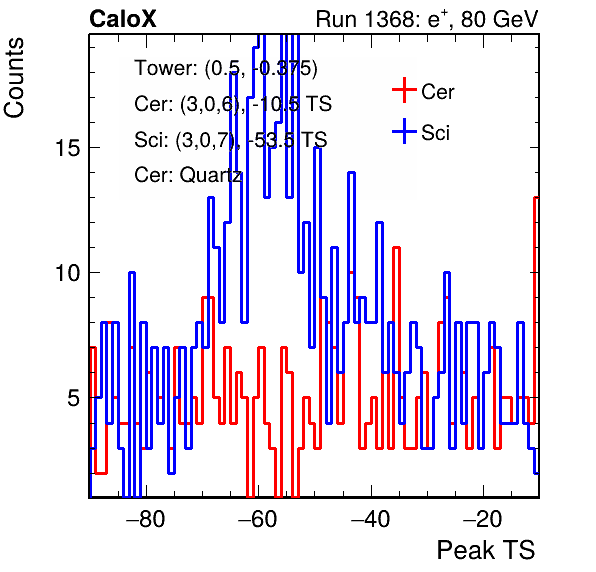 CaloX Run 1368: e⁺, 80 GeV
Counts
Tower: (0.5, -0.375)
Cer: (3,0,6), -10.5 TS
Sci: (3,0,7), -53.5 TS
Cer: Quartz
Cer
Sci
15
10
5
−80 −60 −40 −20
Peak TS